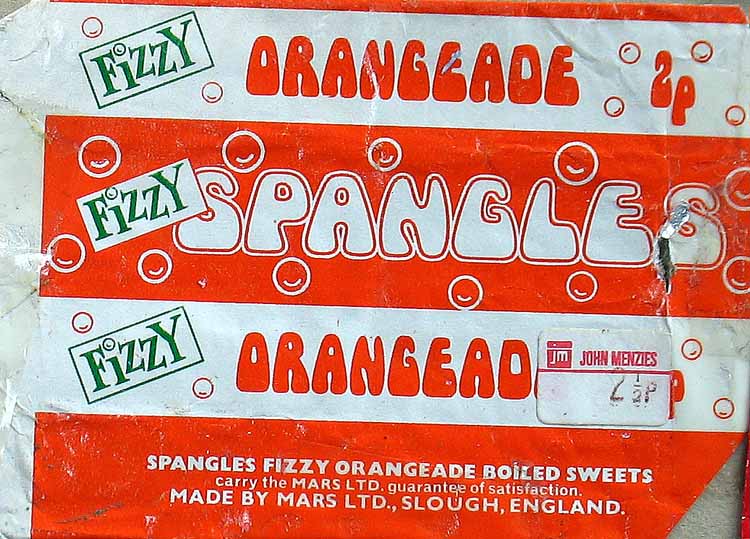 FiZZY ORANGEADE 2p
FiZZY SPANGLES
FiZZY ORANGEAD
jm JOHN MENZIES
2½P
SPANGLES FIZZY ORANGEADE BOILED SWEETS
carry the MARS LTD. guarantee of satisfaction.
MADE BY MARS LTD., SLOUGH, ENGLAND.